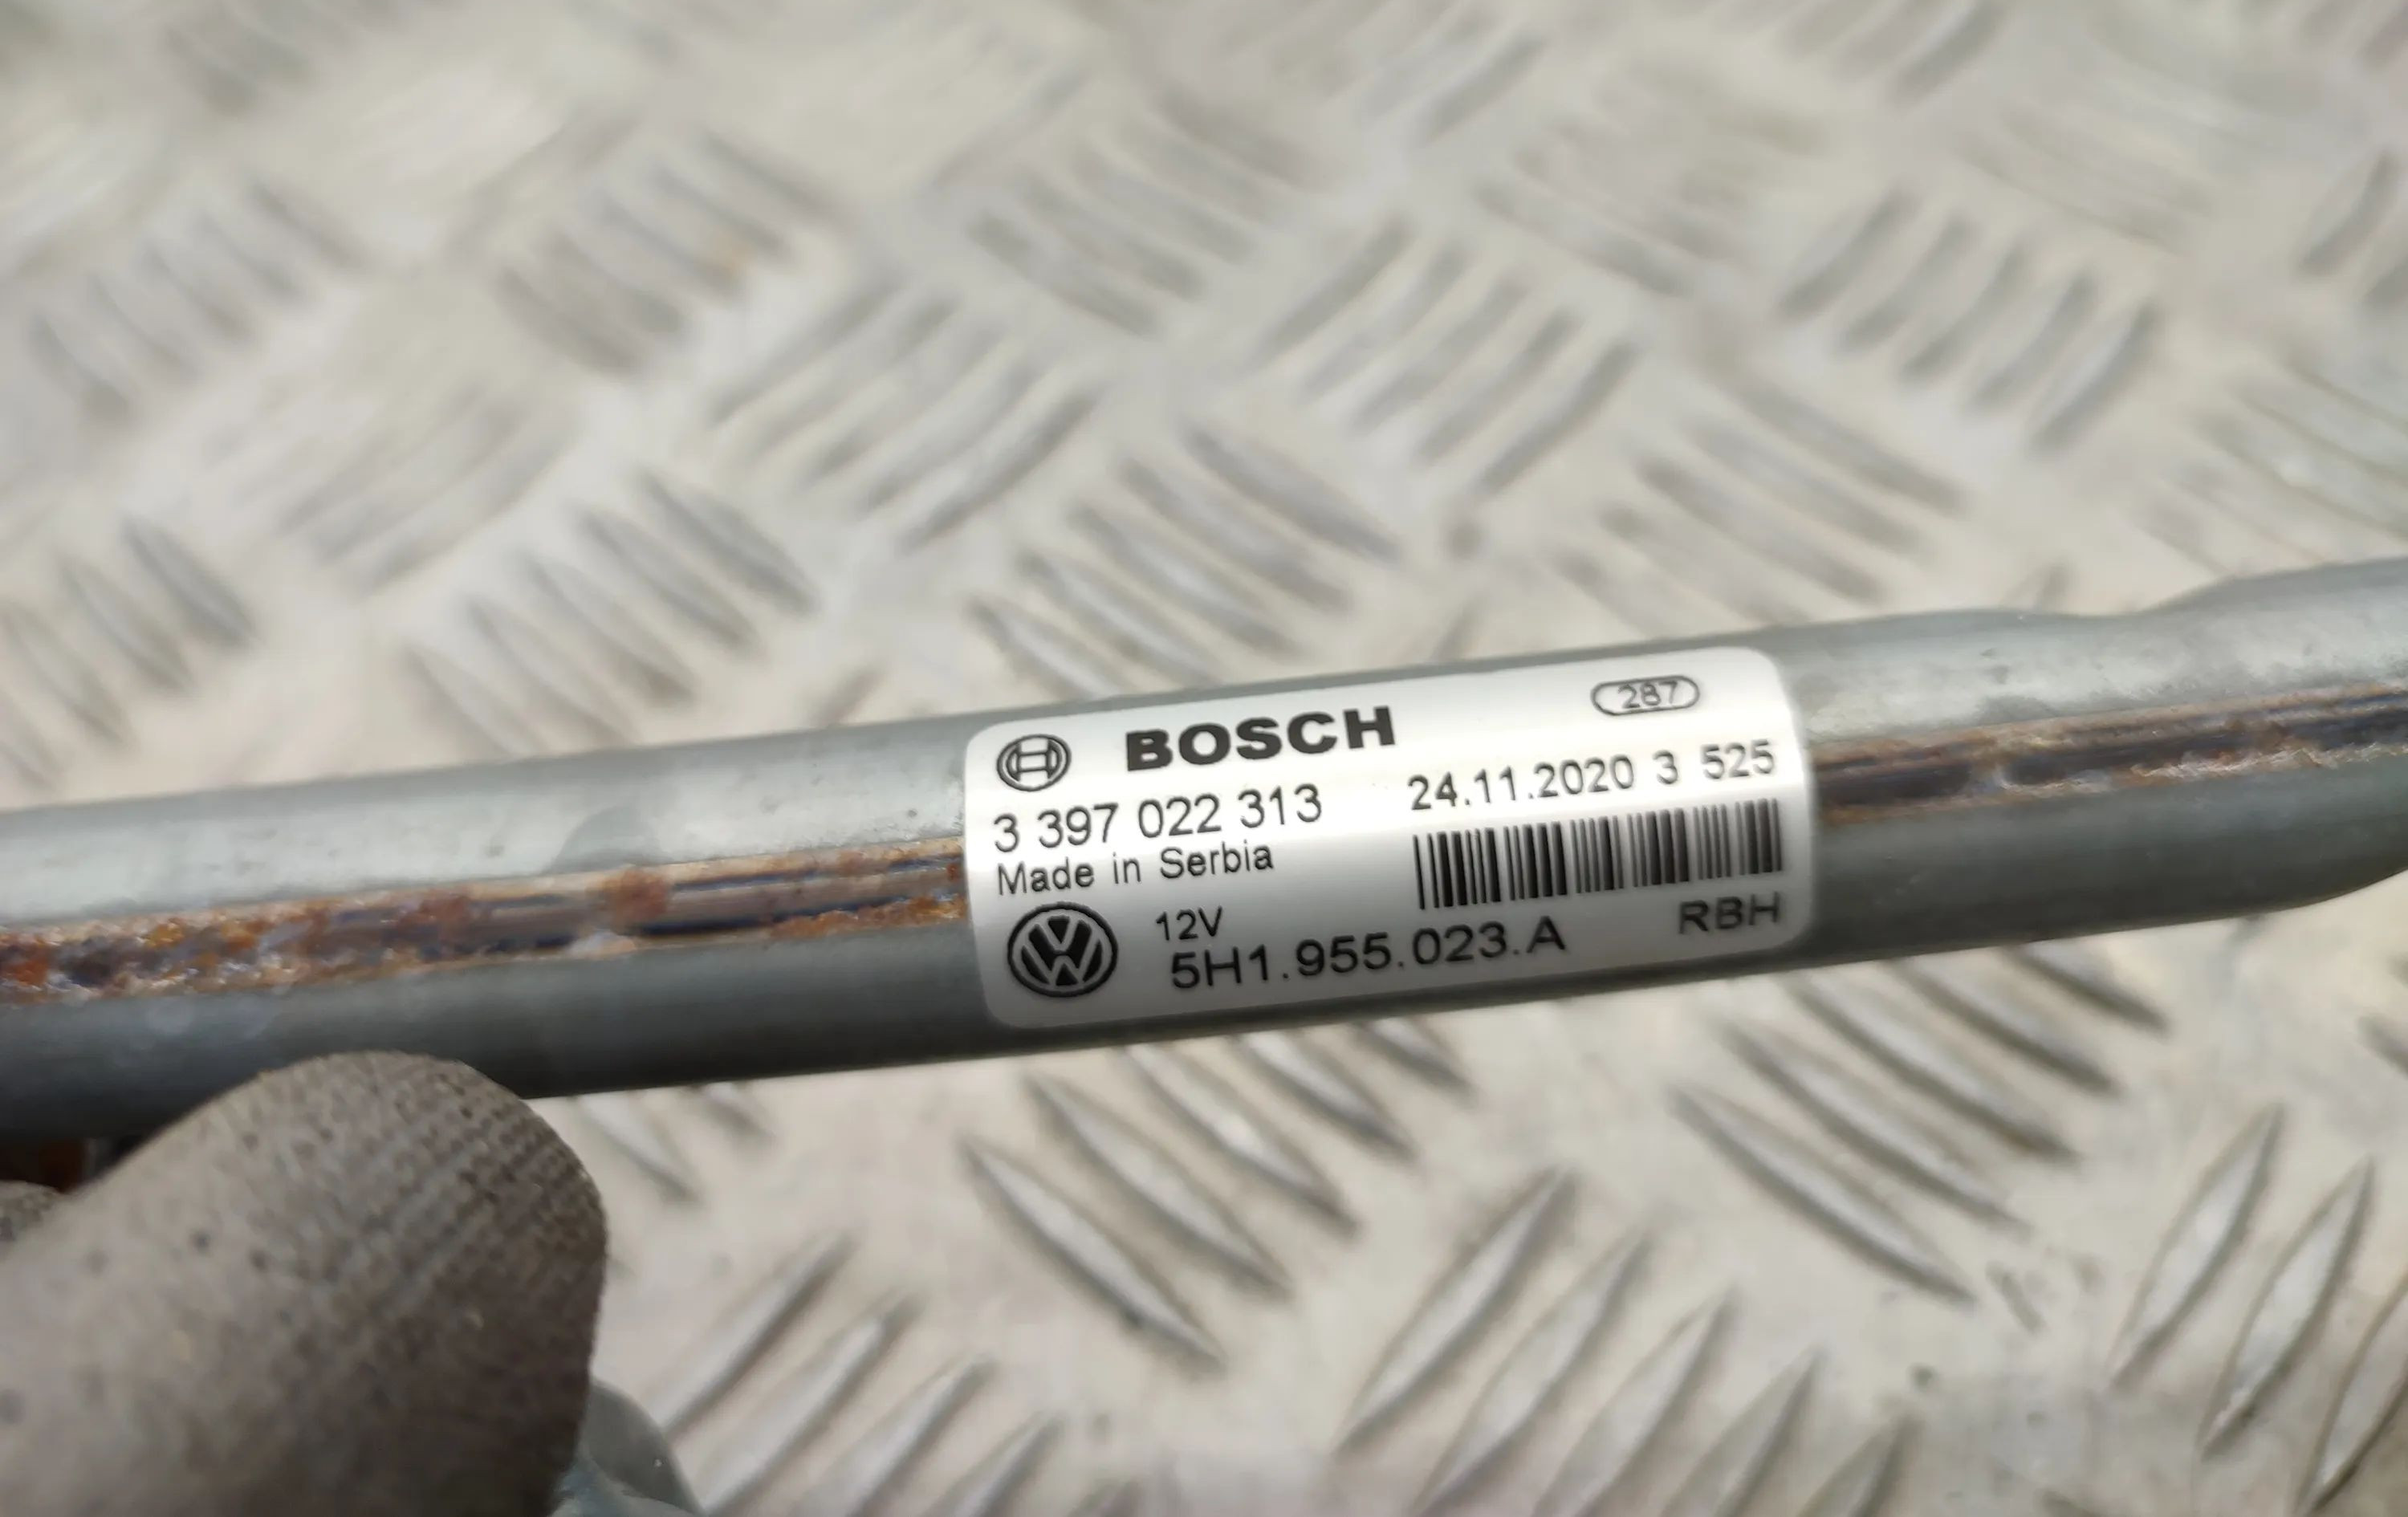 BOSCH 287
3 397 022 313 24.11.2020 3 525
Made in Serbia
12V
5H1.955.023.A RBH